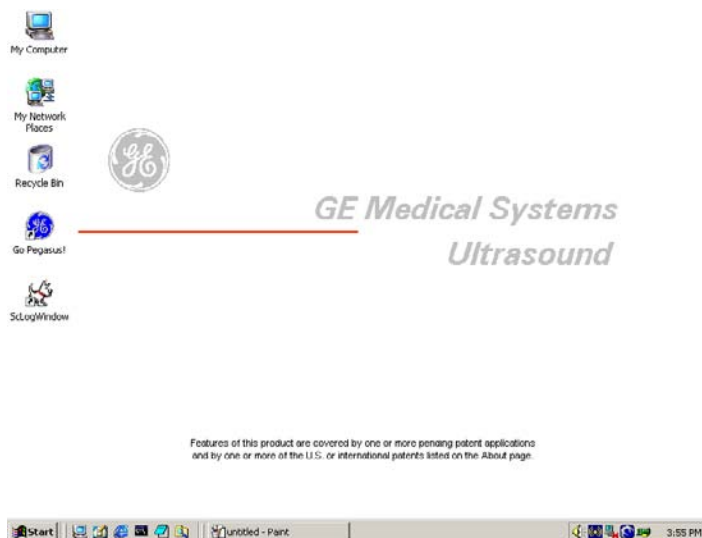 My Computer
My Network
Places
Recycle Bin
Go Pegasus!
ScLogWindow
GE
GE Medical Systems
Ultrasound
Features of this product are covered by one or more pending patent applications
and by one or more of the U.S. or international patents listed on the About page.
Start
untitled - Paint
3:55 PM